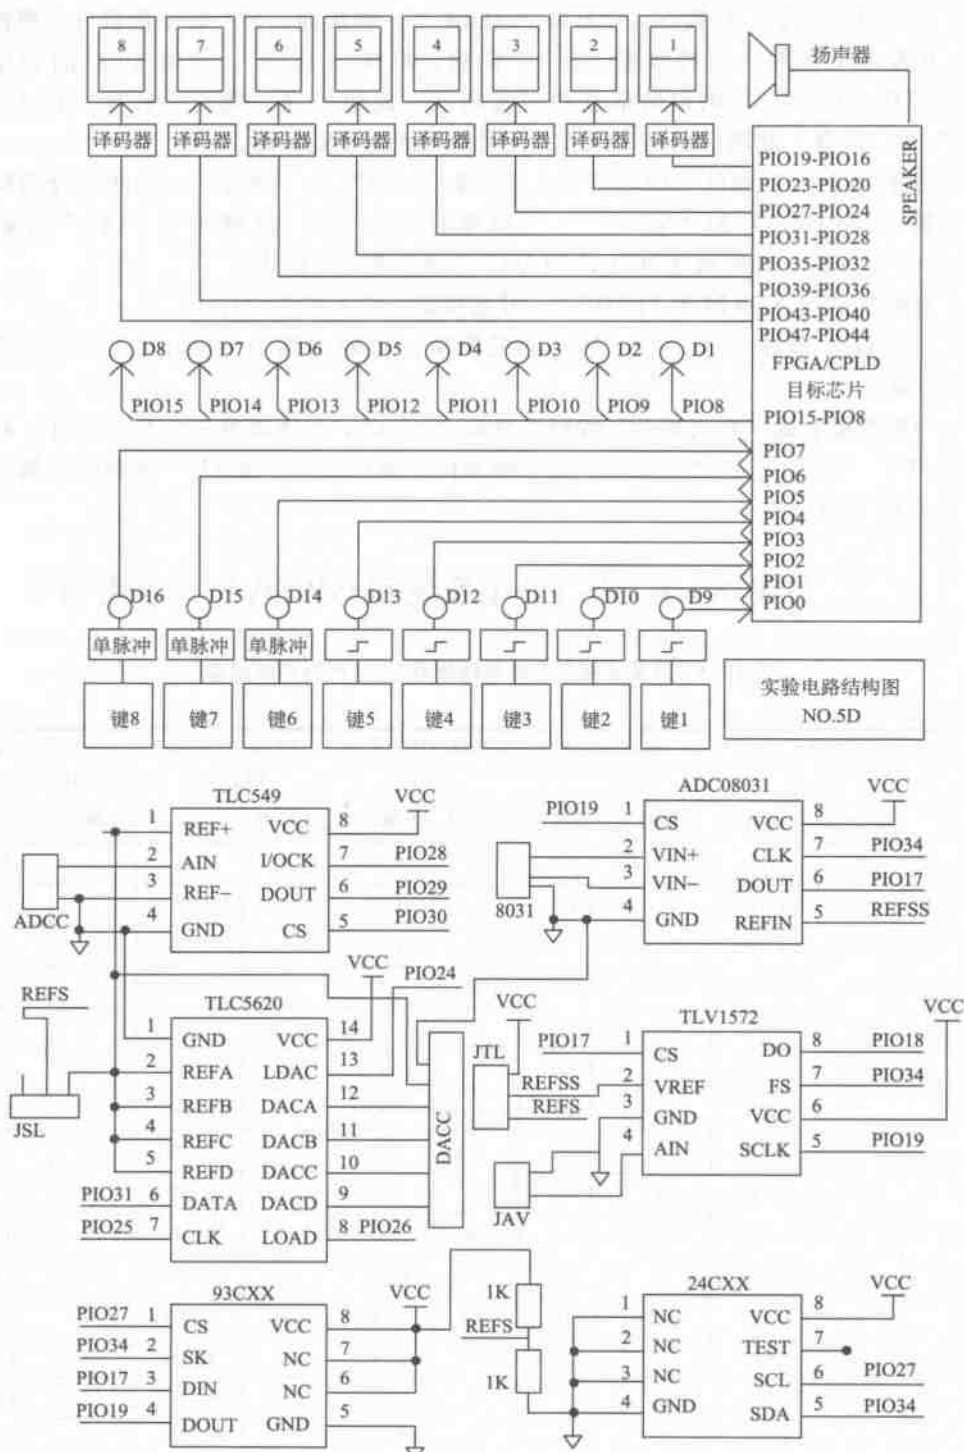 8 7 6 5 4 3 2 1
扬声器
译码器 译码器 译码器 译码器 译码器 译码器 译码器 译码器
SPEAKER
PIO19-PIO16
PIO23-PIO20
PIO27-PIO24
PIO31-PIO28
PIO35-PIO32
PIO39-PIO36
PIO43-PIO40
PIO47-PIO44
FPGA/CPLD
目标芯片
D8 D7 D6 D5 D4 D3 D2 D1
PIO15 PIO14 PIO13 PIO12 PIO11 PIO10 PIO9 PIO8
PIO15-PIO8
PIO7
PIO6
PIO5
PIO4
PIO3
PIO2
PIO1
PIO0
D16 D15 D14 D13 D12 D11 D10 D9
单脉冲 单脉冲 单脉冲
键8 键7 键6 键5 键4 键3 键2 键1
实验电路结构图
NO.5D
TLC549
1 REF+ VCC 8 VCC
2 AIN I/OCK 7 PIO28
3 REF− DOUT 6 PIO29
4 GND CS 5 PIO30
ADCC
ADC08031
PIO19 1 CS VCC 8 VCC
2 VIN+ CLK 7 PIO34
3 VIN− DOUT 6 PIO17
4 GND REFIN 5 REFSS
8031
REFS
JSL
TLC5620
1 GND VCC 14 VCC
2 REFA LDAC 13 PIO24
3 REFB DACA 12
4 REFC DACB 11
5 REFD DACC 10
PIO31 6 DATA DACD 9
PIO25 7 CLK LOAD 8 PIO26
DACC
TLV1572
PIO17 1 CS DO 8 PIO18
2 VREF FS 7 PIO34
3 GND VCC 6 VCC
4 AIN SCLK 5 PIO19
VCC
JTL
REFSS
REFS
JAV
93CXX
PIO27 1 CS VCC 8 VCC
PIO34 2 SK NC 7
PIO17 3 DIN NC 6
PIO19 4 DOUT GND 5
1K
REFS
1K
24CXX
1 NC VCC 8 VCC
2 NC TEST 7
3 NC SCL 6 PIO27
4 GND SDA 5 PIO34